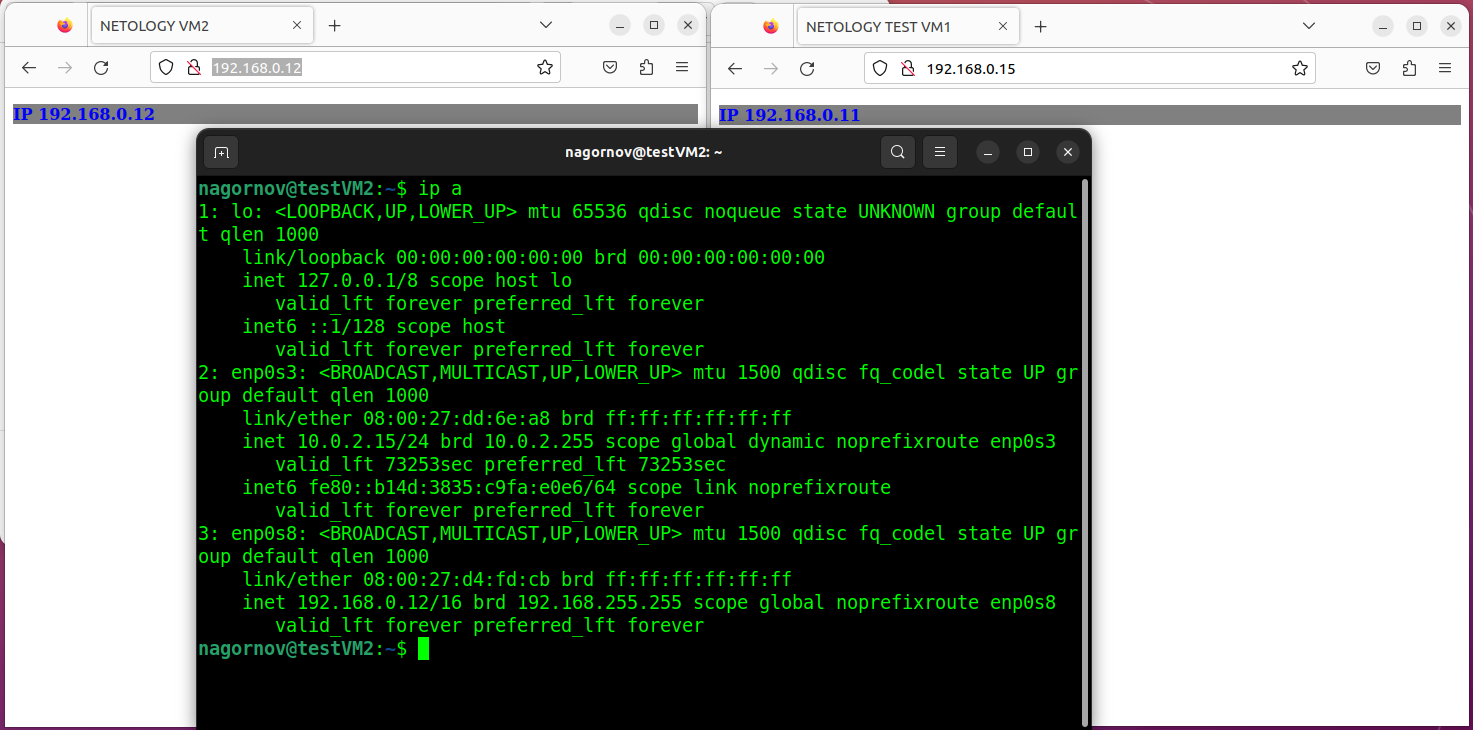 NETOLOGY VM2
192.168.0.12
IP 192.168.0.12
NETOLOGY TEST VM1
192.168.0.15
IP 192.168.0.11
nagornov@testVM2: ~
nagornov@testVM2:~$ ip a
1: lo: <LOOPBACK,UP,LOWER_UP> mtu 65536 qdisc noqueue state UNKNOWN group defaul
t qlen 1000
    link/loopback 00:00:00:00:00:00 brd 00:00:00:00:00:00
    inet 127.0.0.1/8 scope host lo
       valid_lft forever preferred_lft forever
    inet6 ::1/128 scope host
       valid_lft forever preferred_lft forever
2: enp0s3: <BROADCAST,MULTICAST,UP,LOWER_UP> mtu 1500 qdisc fq_codel state UP gr
oup default qlen 1000
    link/ether 08:00:27:dd:6e:a8 brd ff:ff:ff:ff:ff:ff
    inet 10.0.2.15/24 brd 10.0.2.255 scope global dynamic noprefixroute enp0s3
       valid_lft 73253sec preferred_lft 73253sec
    inet6 fe80::b14d:3835:c9fa:e0e6/64 scope link noprefixroute
       valid_lft forever preferred_lft forever
3: enp0s8: <BROADCAST,MULTICAST,UP,LOWER_UP> mtu 1500 qdisc fq_codel state UP gr
oup default qlen 1000
    link/ether 08:00:27:d4:fd:cb brd ff:ff:ff:ff:ff:ff
    inet 192.168.0.12/16 brd 192.168.255.255 scope global noprefixroute enp0s8
       valid_lft forever preferred_lft forever
nagornov@testVM2:~$